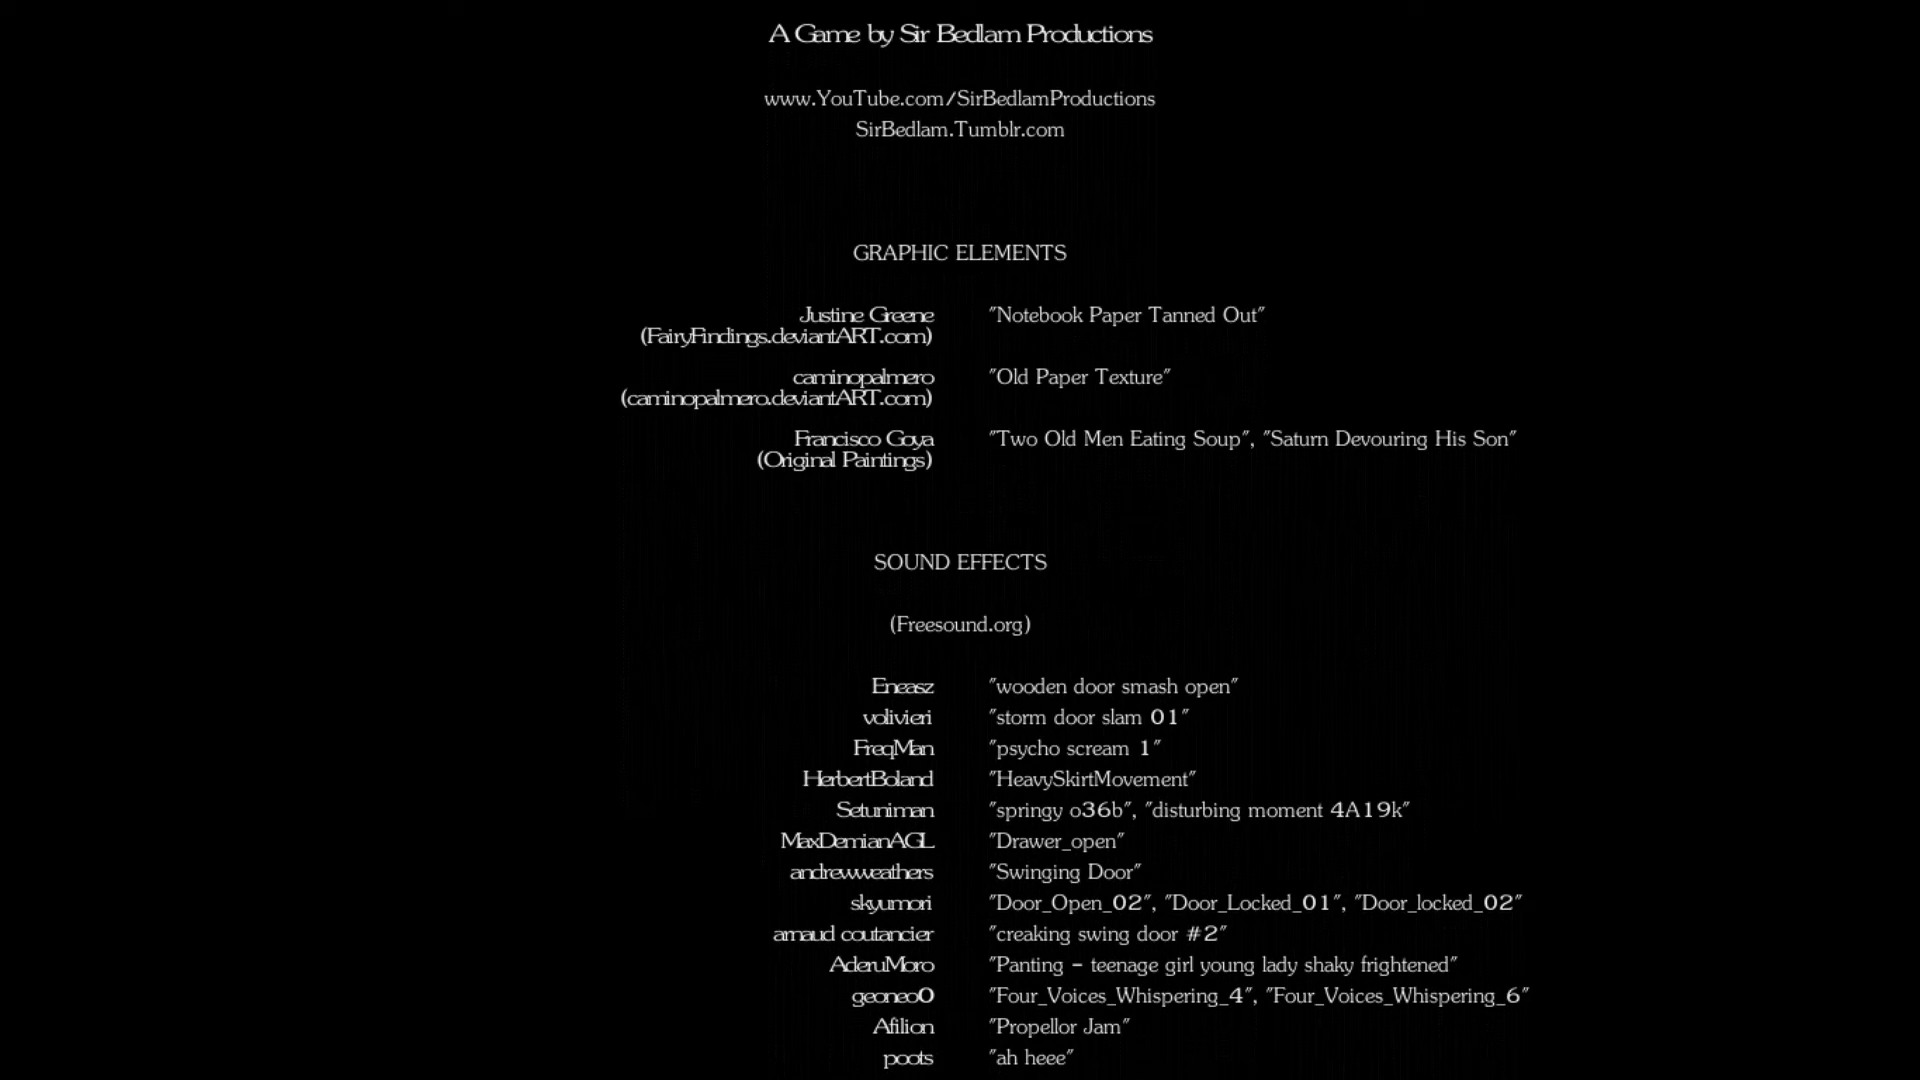 A Game by Sir Bedlam Productions
www.YouTube.com/SirBedlamProductions
SirBedlam.Tumblr.com
GRAPHIC ELEMENTS
Justine Greene "Notebook Paper Tanned Out"
(FairyFindings.deviantART.com)
caminopalmero "Old Paper Texture"
(caminopalmero.deviantART.com)
Francisco Goya "Two Old Men Eating Soup", "Saturn Devouring His Son"
(Original Paintings)
SOUND EFFECTS
(Freesound.org)
Eneasz "wooden door smash open"
volivieri "storm door slam 01"
FreqMan "psycho scream 1"
HerbertBoland "HeavySkirtMovement"
Setuniman "springy o36b", "disturbing moment 4A19k"
MaxDemianAGL "Drawer_open"
andrewweathers "Swinging Door"
skyumori "Door_Open_02", "Door_Locked_01", "Door_locked_02"
arnaud coutancier "creaking swing door #2"
AderuMoro "Panting - teenage girl young lady shaky frightened"
geoneo0 "Four_Voices_Whispering_4", "Four_Voices_Whispering_6"
Afilion "Propellor Jam"
poots "ah heee"